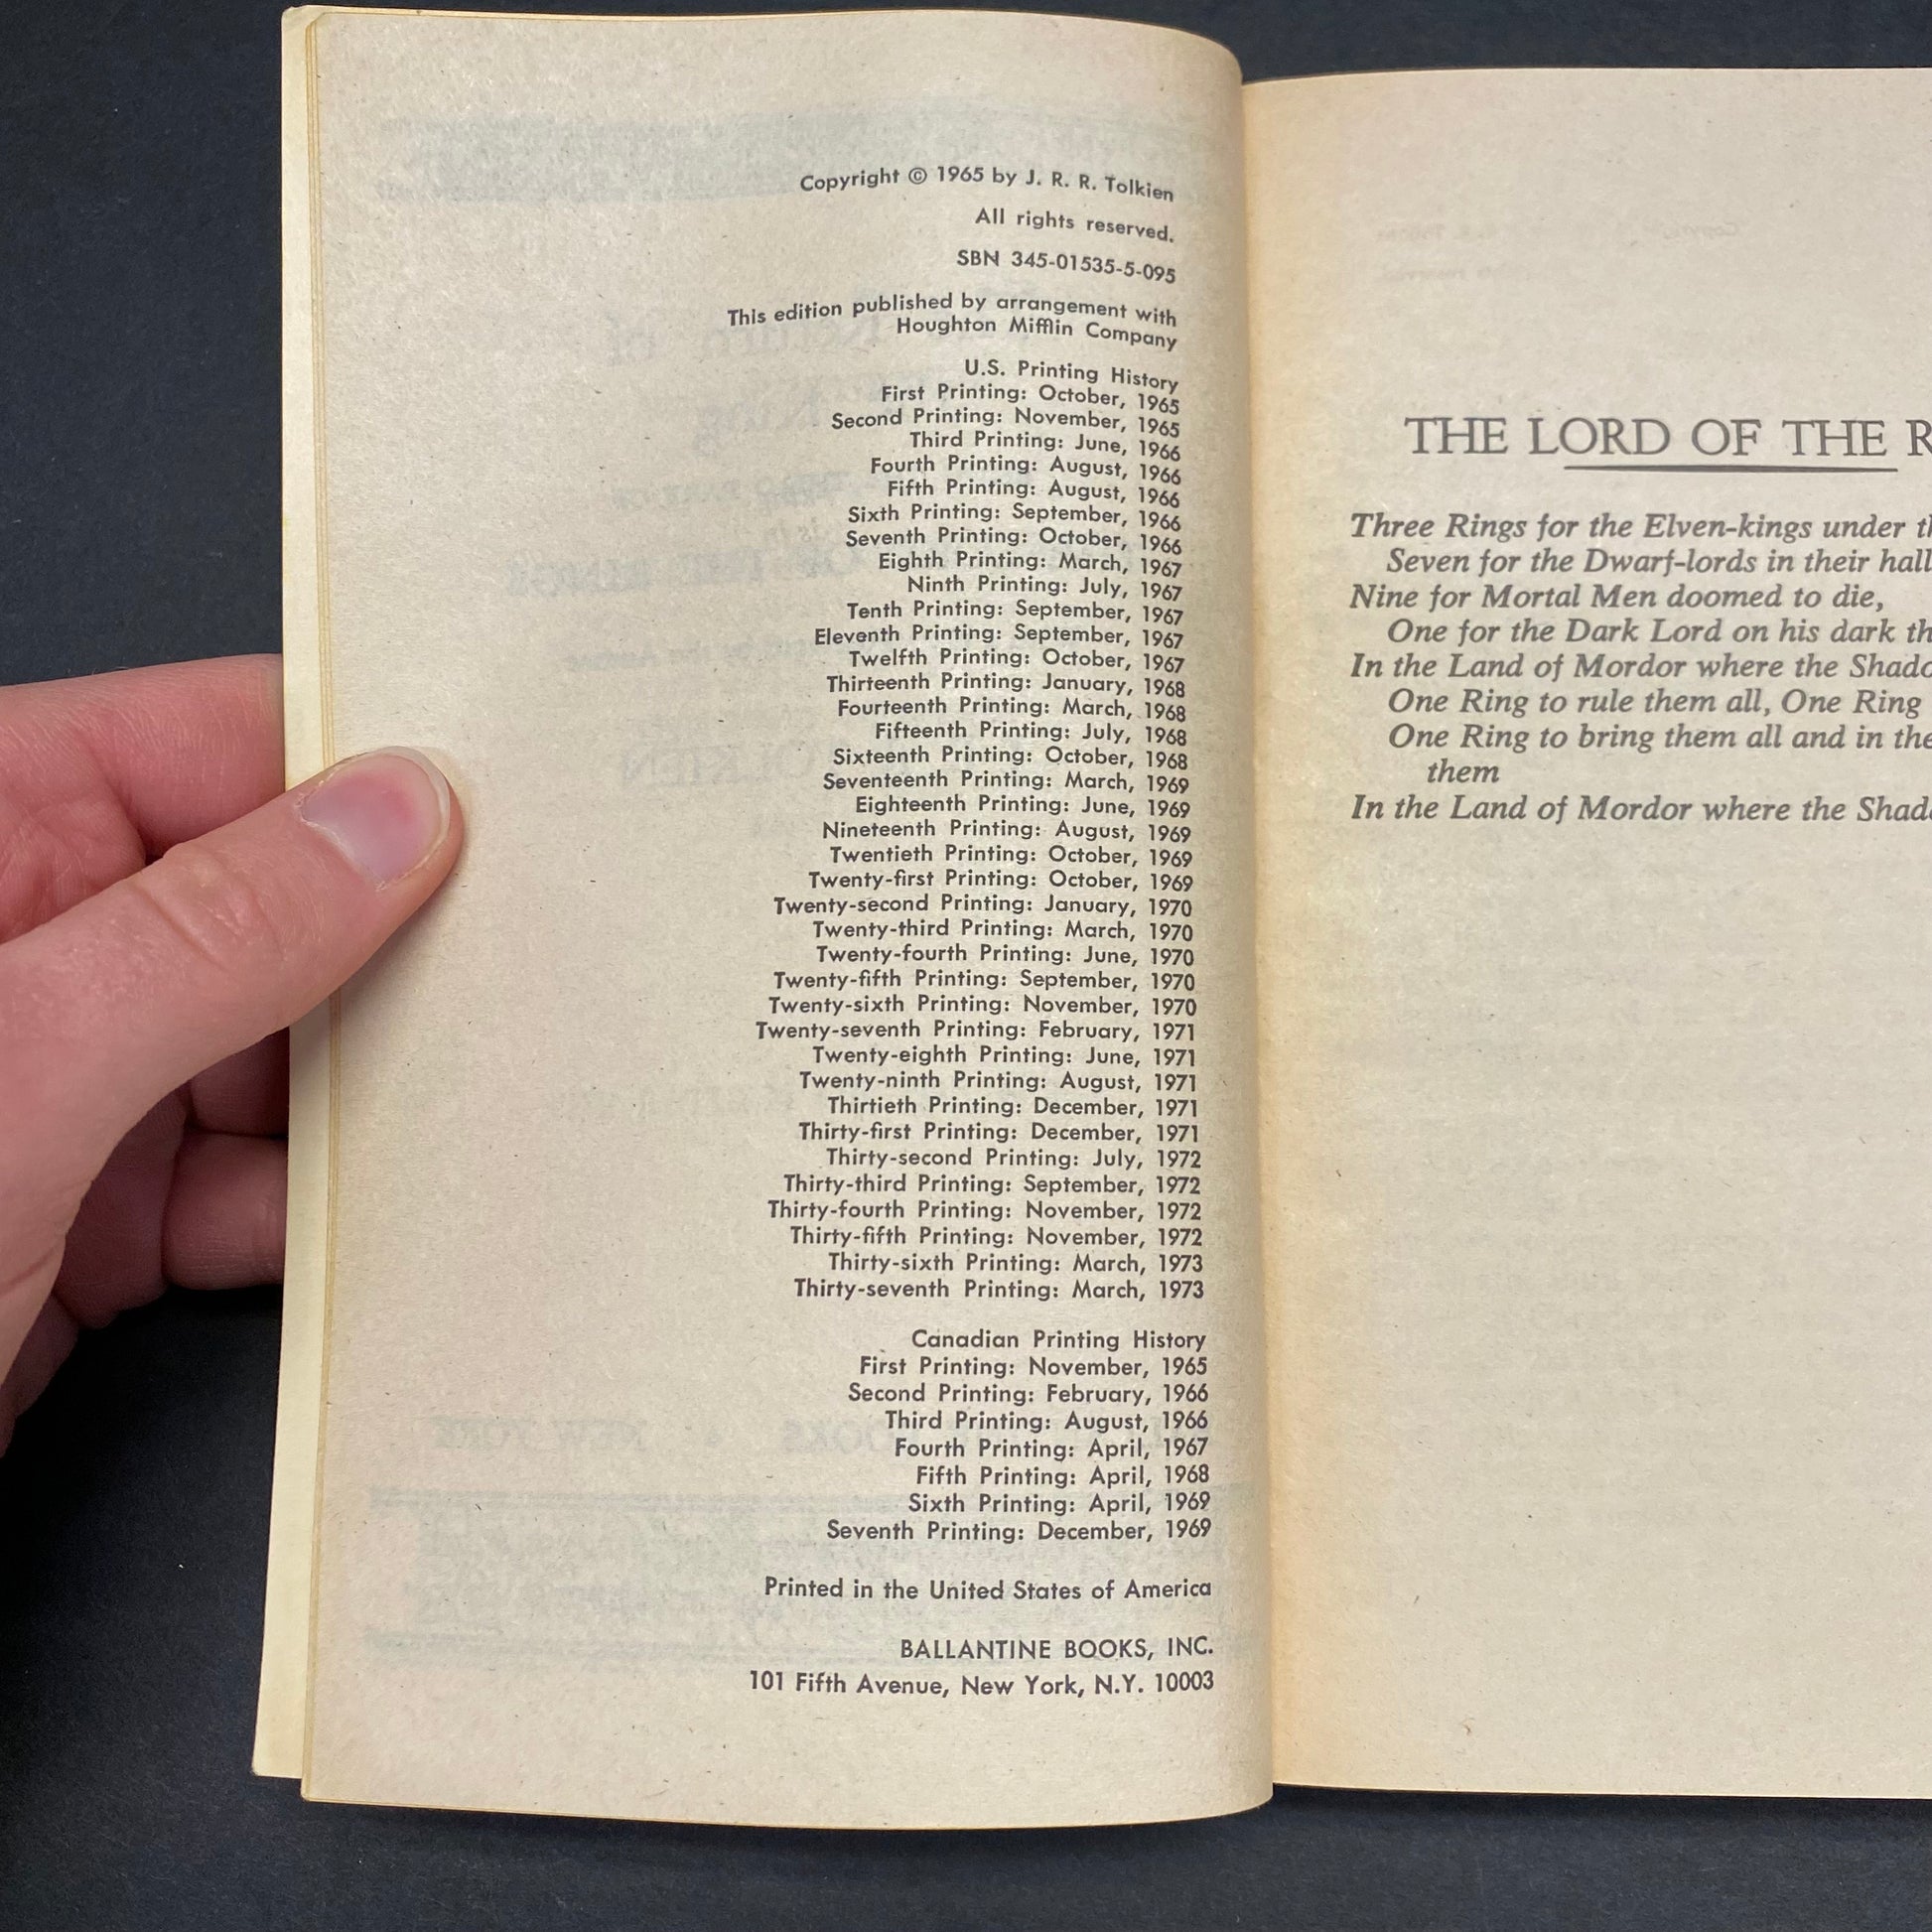 Copyright © 1965 by J. R. R. Tolkien
All rights reserved.
SBN 345-01535-5-095
This edition published by arrangement with
Houghton Mifflin Company
U.S. Printing History
First Printing: October, 1965
Second Printing: November, 1965
Third Printing: June, 1966
Fourth Printing: August, 1966
Fifth Printing: August, 1966
Sixth Printing: September, 1966
Seventh Printing: October, 1966
Eighth Printing: March, 1967
Ninth Printing: July, 1967
Tenth Printing: September, 1967
Eleventh Printing: September, 1967
Twelfth Printing: October, 1967
Thirteenth Printing: January, 1968
Fourteenth Printing: March, 1968
Fifteenth Printing: July, 1968
Sixteenth Printing: October, 1968
Seventeenth Printing: March, 1969
Eighteenth Printing: June, 1969
Nineteenth Printing: August, 1969
Twentieth Printing: October, 1969
Twenty-first Printing: October, 1969
Twenty-second Printing: January, 1970
Twenty-third Printing: March, 1970
Twenty-fourth Printing: June, 1970
Twenty-fifth Printing: September, 1970
Twenty-sixth Printing: November, 1970
Twenty-seventh Printing: February, 1971
Twenty-eighth Printing: June, 1971
Twenty-ninth Printing: August, 1971
Thirtieth Printing: December, 1971
Thirty-first Printing: December, 1971
Thirty-second Printing: July, 1972
Thirty-third Printing: September, 1972
Thirty-fourth Printing: November, 1972
Thirty-fifth Printing: November, 1972
Thirty-sixth Printing: March, 1973
Thirty-seventh Printing: March, 1973
Canadian Printing History
First Printing: November, 1965
Second Printing: February, 1966
Third Printing: August, 1966
Fourth Printing: April, 1967
Fifth Printing: April, 1968
Sixth Printing: April, 1969
Seventh Printing: December, 1969
Printed in the United States of America
BALLANTINE BOOKS, INC.
101 Fifth Avenue, New York, N.Y. 10003
THE LORD OF THE
Three Rings for the Elven-kings under
Seven for the Dwarf-lords in their
Nine for Mortal Men doomed to die,
One for the Dark Lord on his dark
In the Land of Mordor where the
One Ring to rule them all, One Ring
One Ring to bring them all and in the
them
In the Land of Mordor where the